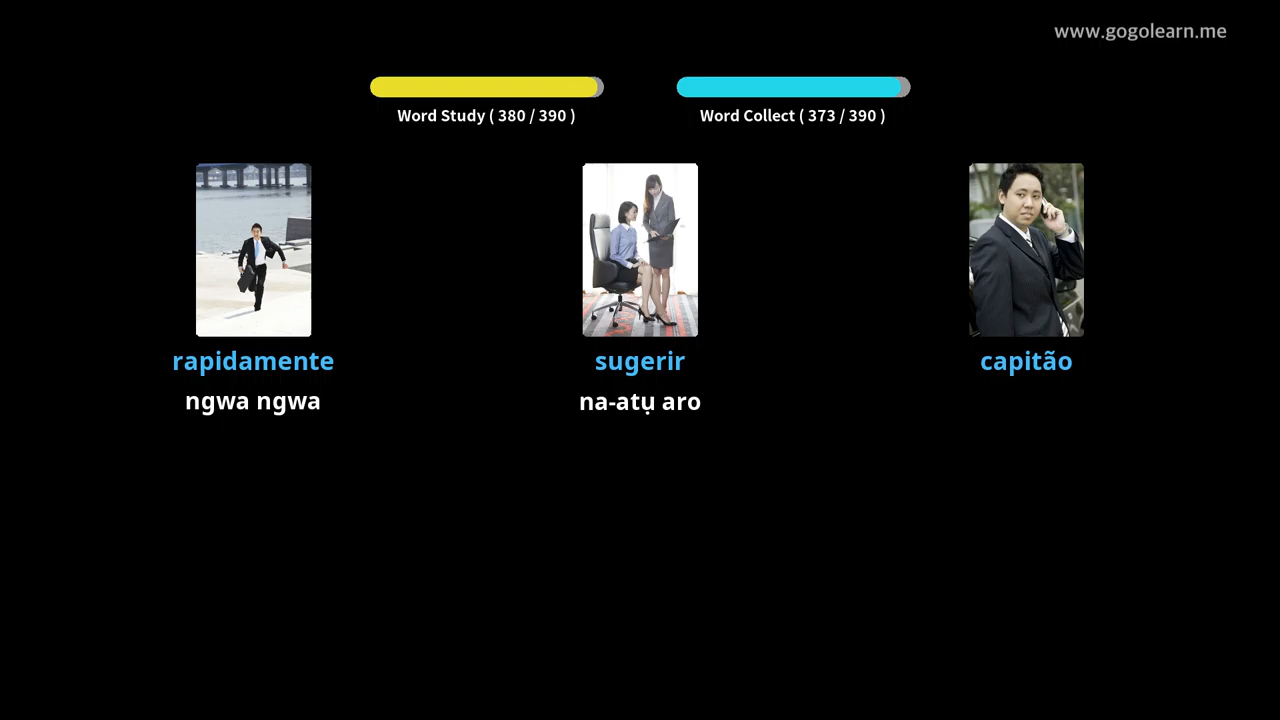 www.gogolearn.me
Word Study ( 380 / 390 )
Word Collect ( 373 / 390 )
rapidamente
ngwa ngwa
sugerir
na-atụ aro
capitão